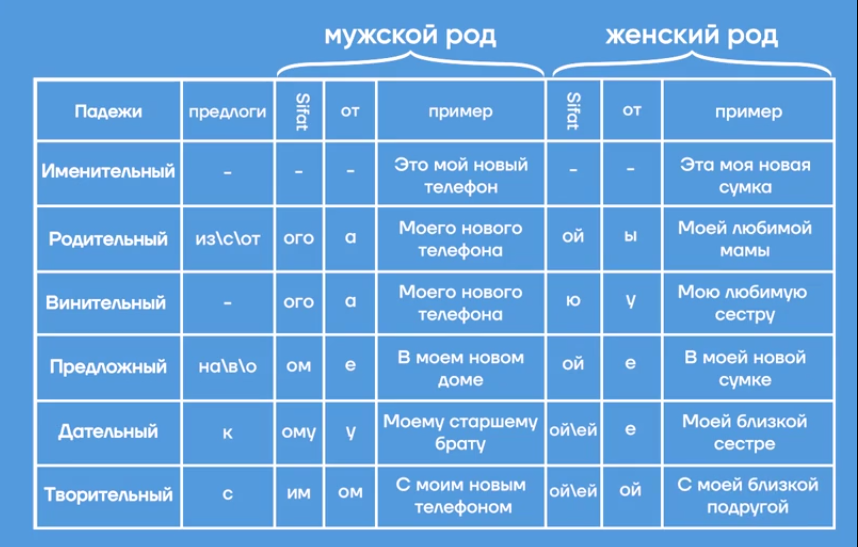 мужской род женский род
Падежи предлоги Sifat от пример Sifat от пример
Именительный - - - Это мой новый телефон - - Эта моя новая сумка
Родительный из\с\от ого а Моего нового телефона ой ы Моей любимой мамы
Винительный - ого а Моего нового телефона ю у Мою любимую сестру
Предложный на\в\о ом е В моем новом доме ой е В моей новой сумке
Дательный к ому у Моему старшему брату ой\ей е Моей близкой сестре
Творительный с им ом С моим новым телефоном ой\ей ой С моей близкой подругой